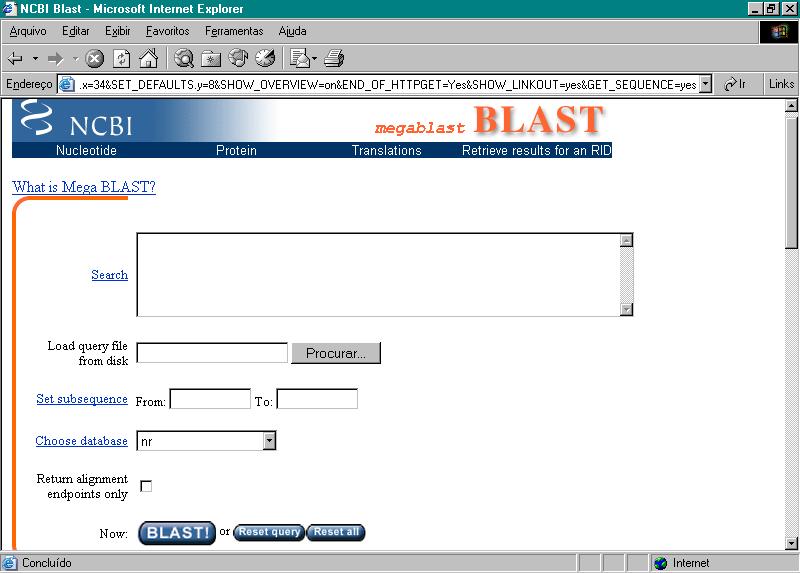 NCBI Blast - Microsoft Internet Explorer
Arquivo Editar Exibir Favoritos Ferramentas Ajuda
Endereço .x=34&SET_DEFAULTS.y=8&SHOW_OVERVIEW=on&END_OF_HTTPGET=Yes&SHOW_LINKOUT=yes&GET_SEQUENCE=yes Ir Links
NCBI megablast BLAST
Nucleotide Protein Translations Retrieve results for an RID
What is Mega BLAST?
Search
Load query file
from disk
Procurar...
Set subsequence From: To:
Choose database nr
Return alignment
endpoints only
Now: BLAST! or Reset query Reset all
Concluído Internet